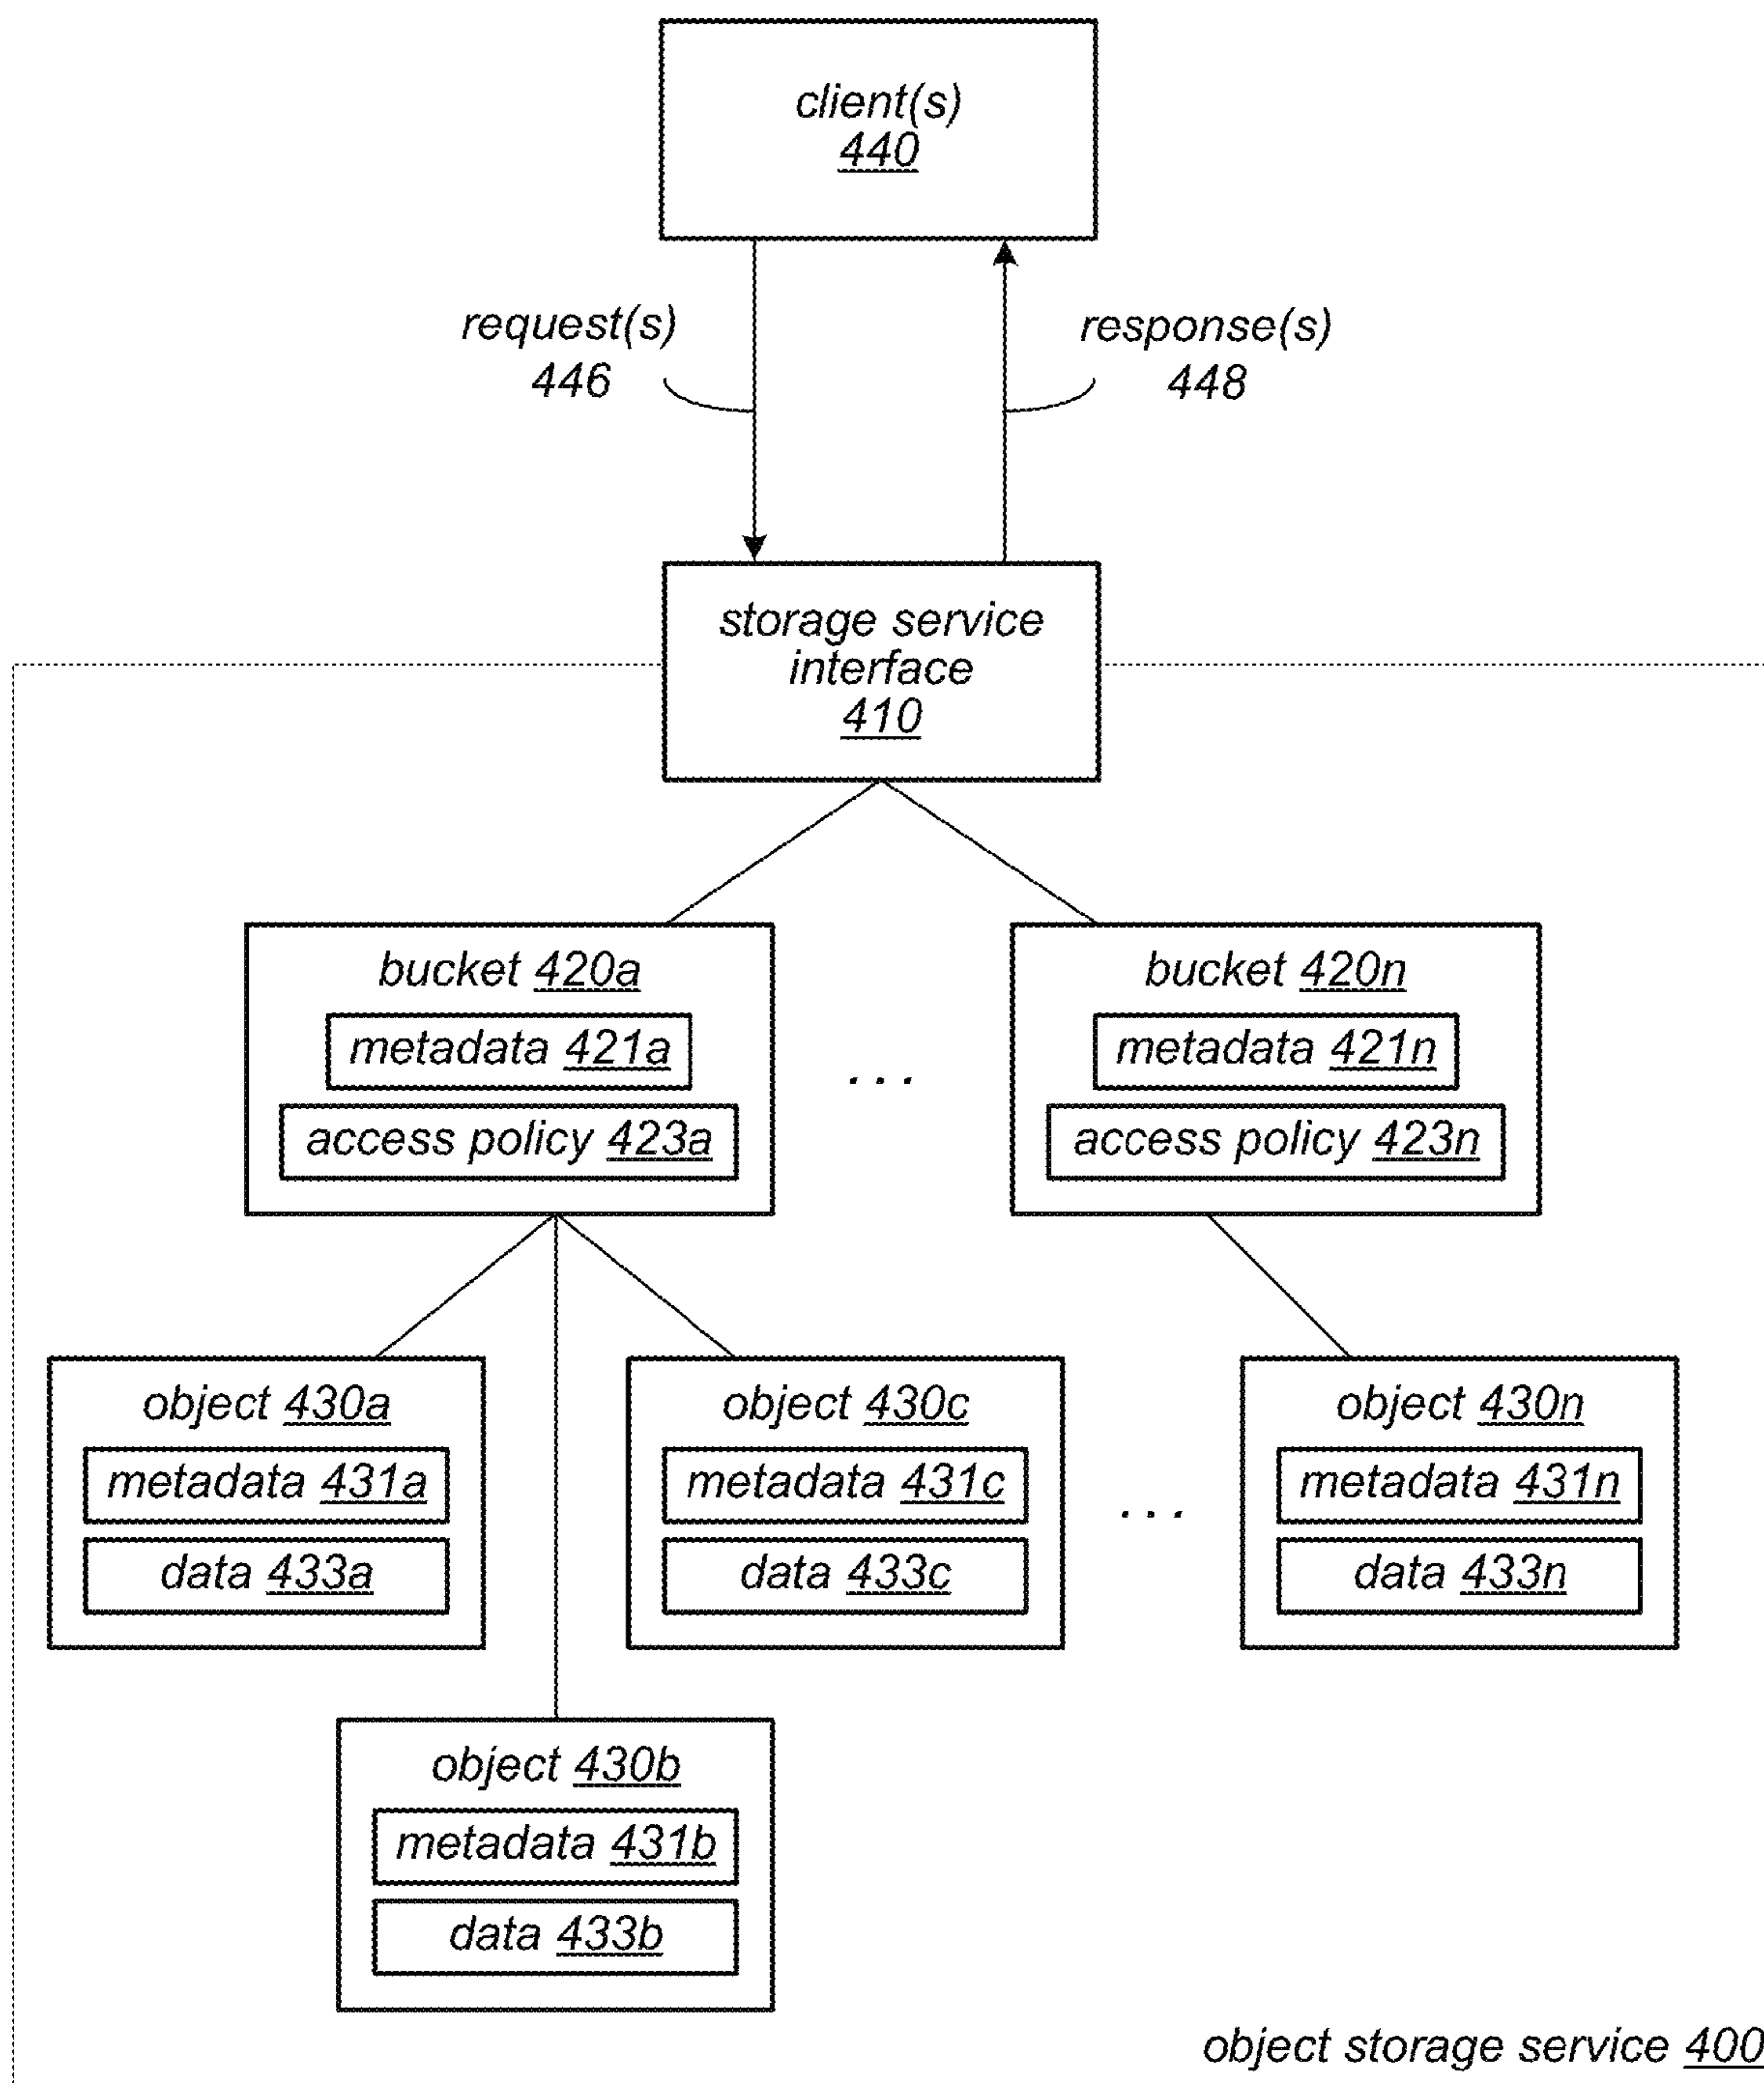 client(s)
440
request(s)
446
response(s)
448
storage service
interface
410
bucket 420a
metadata 421a
access policy 423a
. . .
bucket 420n
metadata 421n
access policy 423n
object 430a
metadata 431a
data 433a
object 430c
metadata 431c
data 433c
. . .
object 430n
metadata 431n
data 433n
object 430b
metadata 431b
data 433b
object storage service 400